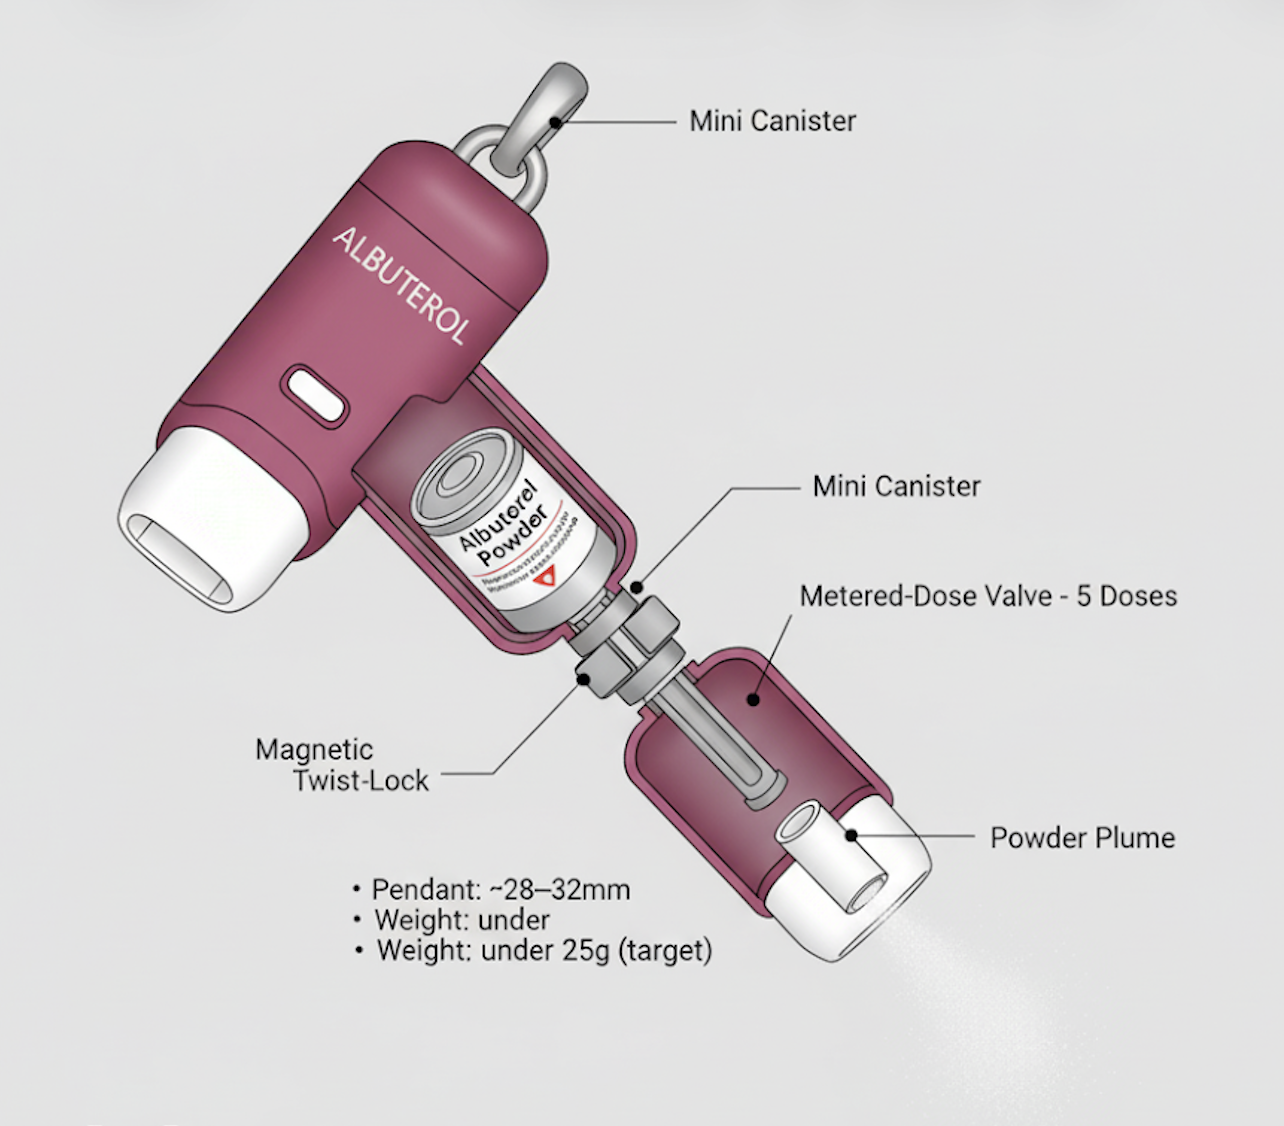 Mini Canister
ALBUTEROL
Mini Canister
Albuterel
Powder
Metered-Dose Valve - 5 Doses
Magnetic
Twist-Lock
Powder Plume
• Pendant: ~28–32mm
• Weight: under
• Weight: under 25g (target)